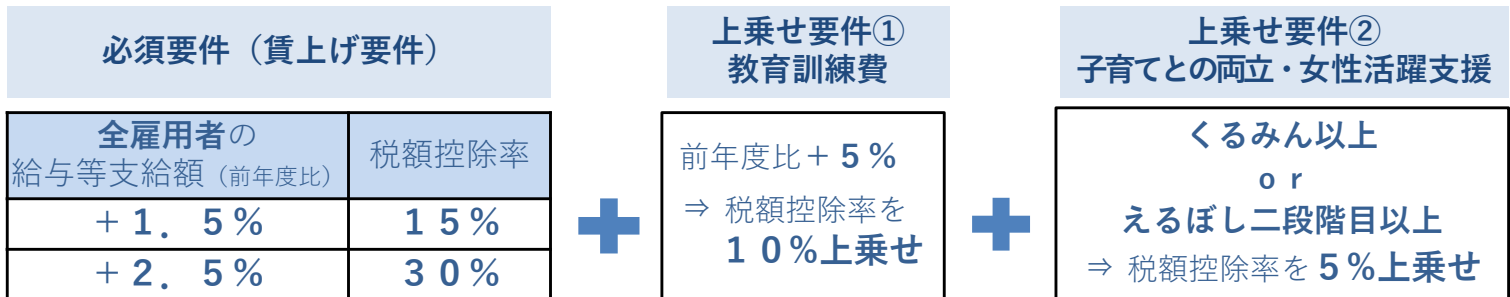 必須要件（賃上げ要件）
全雇用者の
給与等支給額（前年度比）
税額控除率
＋１．５％
１５％
＋２．５％
３０％
上乗せ要件①
教育訓練費
前年度比＋５％
⇒ 税額控除率を
１０％上乗せ
上乗せ要件②
子育てとの両立・女性活躍支援
くるみん以上
ｏｒ
えるぼし二段階目以上
⇒ 税額控除率を５％上乗せ